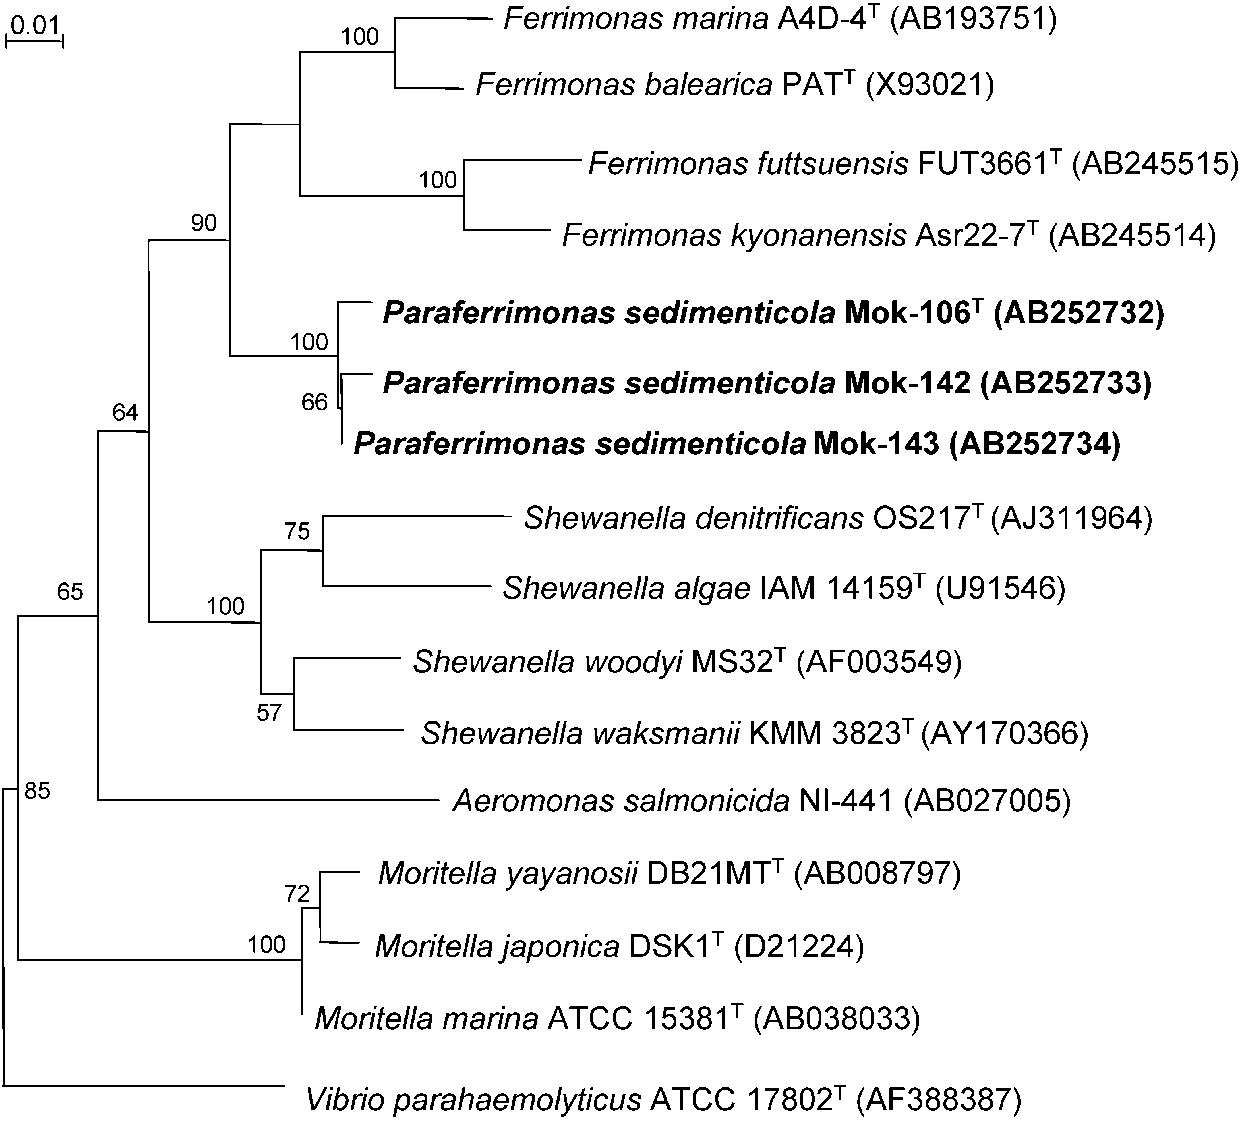 0.01
100
Ferrimonas marina A4D-4ᵀ (AB193751)
Ferrimonas balearica PATᵀ (X93021)
100
Ferrimonas futtsuensis FUT3661ᵀ (AB245515)
90
Ferrimonas kyonanensis Asr22-7ᵀ (AB245514)
100
Paraferrimonas sedimenticola Mok-106ᵀ (AB252732)
66
Paraferrimonas sedimenticola Mok-142 (AB252733)
64
Paraferrimonas sedimenticola Mok-143 (AB252734)
75
Shewanella denitrificans OS217ᵀ (AJ311964)
65
100
Shewanella algae IAM 14159ᵀ (U91546)
Shewanella woodyi MS32ᵀ (AF003549)
57
Shewanella waksmanii KMM 3823ᵀ (AY170366)
85
Aeromonas salmonicida NI-441 (AB027005)
72
Moritella yayanosii DB21MTᵀ (AB008797)
100
Moritella japonica DSK1ᵀ (D21224)
Moritella marina ATCC 15381ᵀ (AB038033)
Vibrio parahaemolyticus ATCC 17802ᵀ (AF388387)